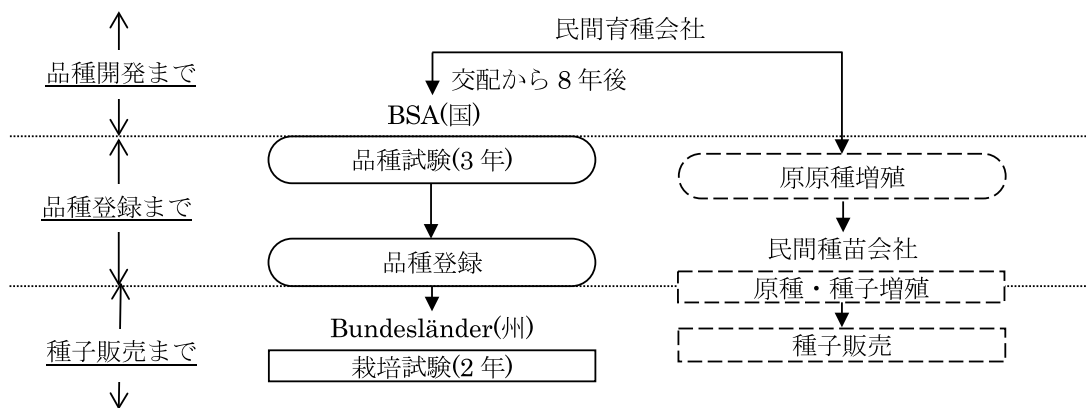 民間育種会社
品種開発まで
交配から 8 年後
BSA(国)
品種試験(3 年)
原原種増殖
品種登録まで
民間種苗会社
品種登録
原種・種子増殖
Bundesländer(州)
種子販売まで
種子販売
栽培試験(2 年)